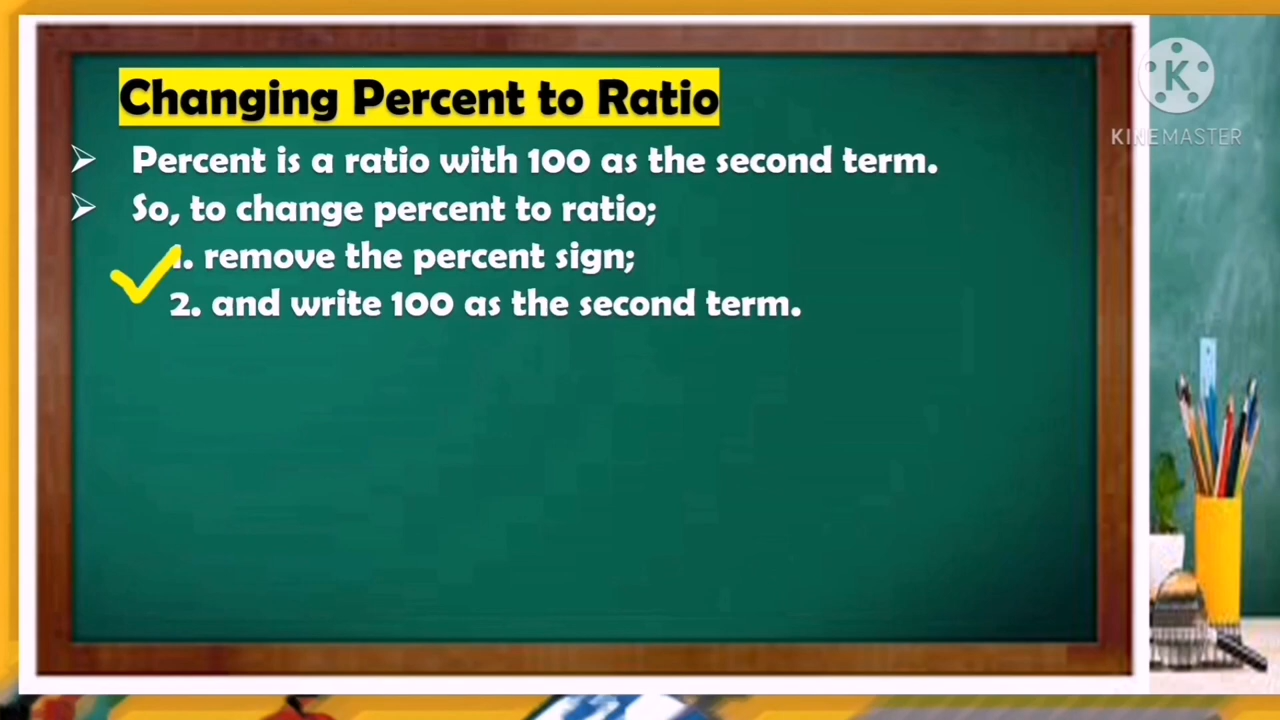 Changing Percent to Ratio
K
KINEMASTER
➢ Percent is a ratio with 100 as the second term.
➢ So, to change percent to ratio;
1. remove the percent sign;
2. and write 100 as the second term.